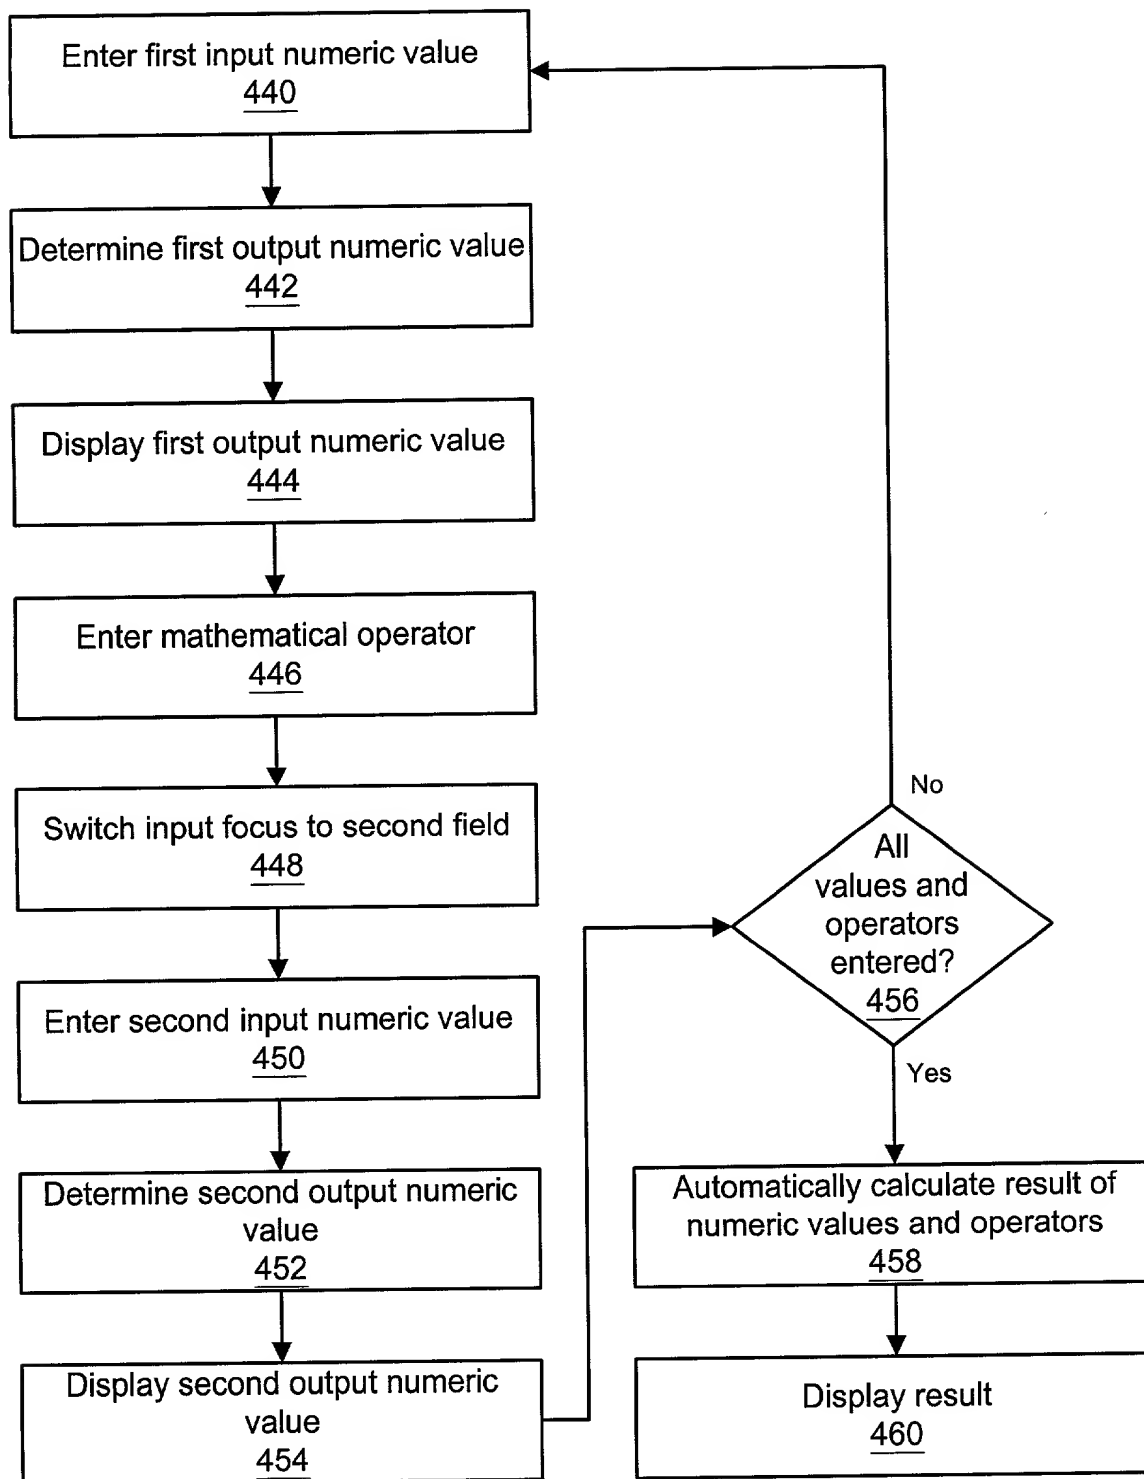 Enter first input numeric value
440
Determine first output numeric value
442
Display first output numeric value
444
Enter mathematical operator
446
Switch input focus to second field
448
Enter second input numeric value
450
Determine second output numeric
value
452
Display second output numeric
value
454
No
All
values and
operators
entered?
456
Yes
Automatically calculate result of
numeric values and operators
458
Display result
460